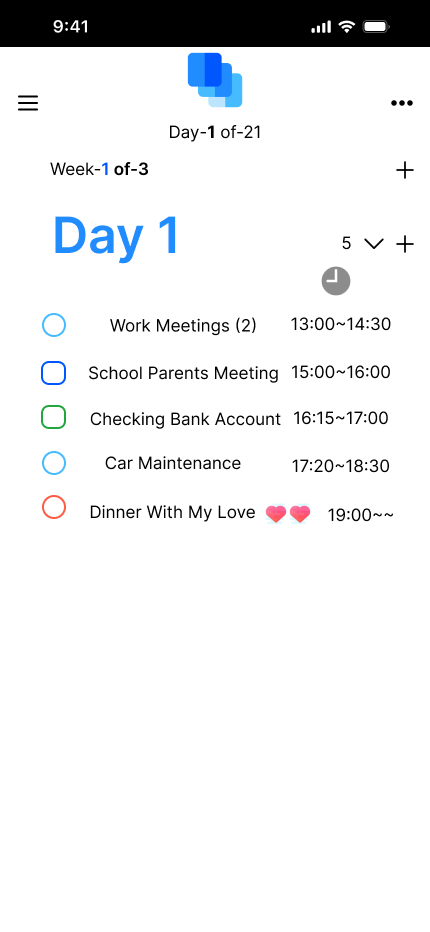 9:41
Day-1 of-21
Week-1 of-3
Day 1
5
Work Meetings (2) 13:00~14:30
School Parents Meeting 15:00~16:00
Checking Bank Account 16:15~17:00
Car Maintenance 17:20~18:30
Dinner With My Love 19:00~~